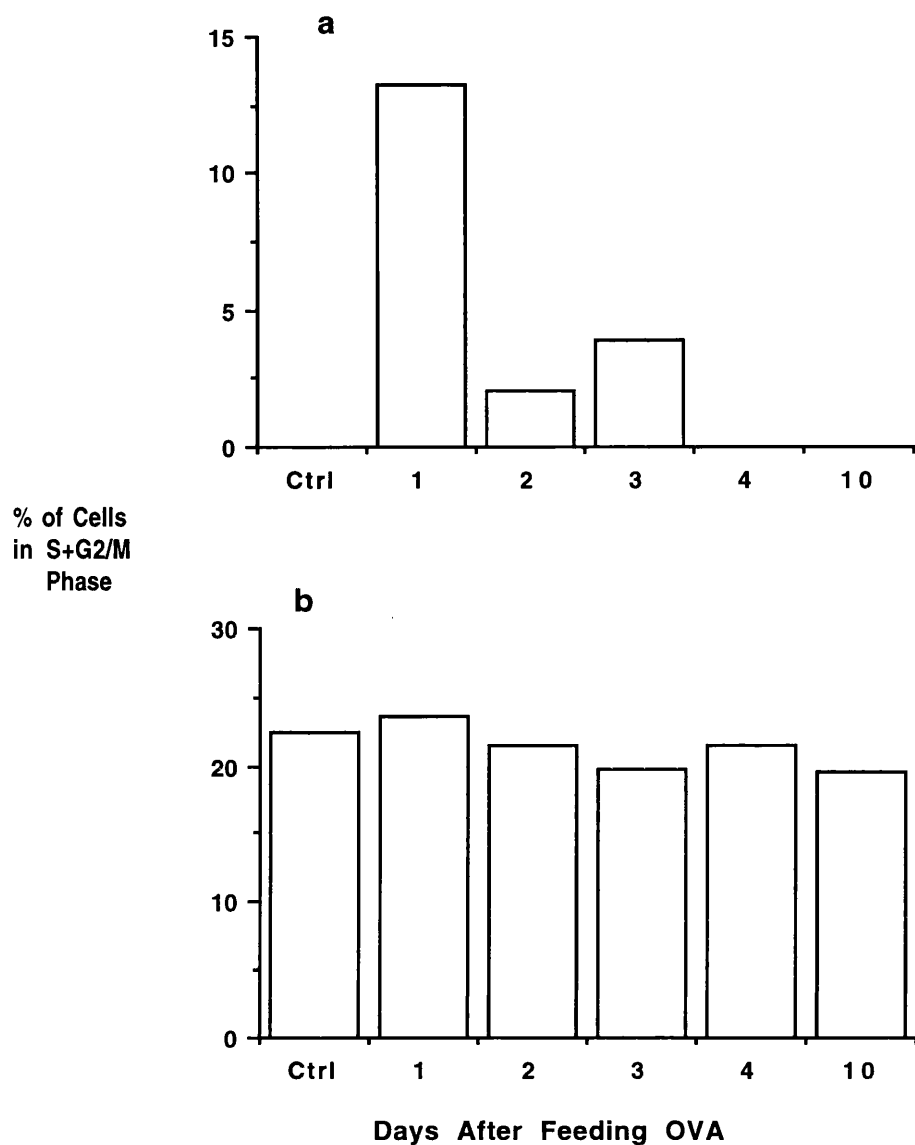 a
15
10
5
0
Ctrl 1 2 3 4 10
% of Cells
in S+G2/M
Phase
b
30
20
10
0
Ctrl 1 2 3 4 10
Days After Feeding OVA